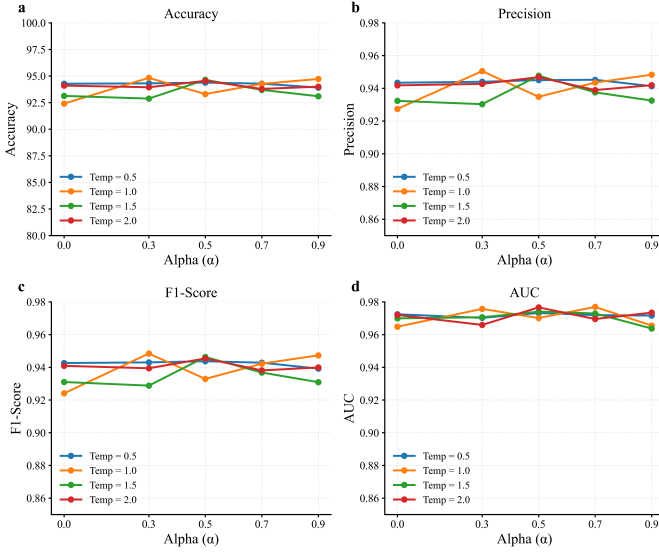 a
Accuracy
100.0
97.5
95.0
92.5
90.0
87.5
85.0
82.5
80.0
Accuracy
Temp = 0.5
Temp = 1.0
Temp = 1.5
Temp = 2.0
0.0 0.3 0.5 0.7 0.9
Alpha (α)
b
Precision
0.98
0.96
0.94
0.92
0.90
0.88
0.86
Precision
Temp = 0.5
Temp = 1.0
Temp = 1.5
Temp = 2.0
0.0 0.3 0.5 0.7 0.9
Alpha (α)
c
F1-Score
0.98
0.96
0.94
0.92
0.90
0.88
0.86
F1-Score
Temp = 0.5
Temp = 1.0
Temp = 1.5
Temp = 2.0
0.0 0.3 0.5 0.7 0.9
Alpha (α)
d
AUC
0.98
0.96
0.94
0.92
0.90
0.88
0.86
AUC
Temp = 0.5
Temp = 1.0
Temp = 1.5
Temp = 2.0
0.0 0.3 0.5 0.7 0.9
Alpha (α)